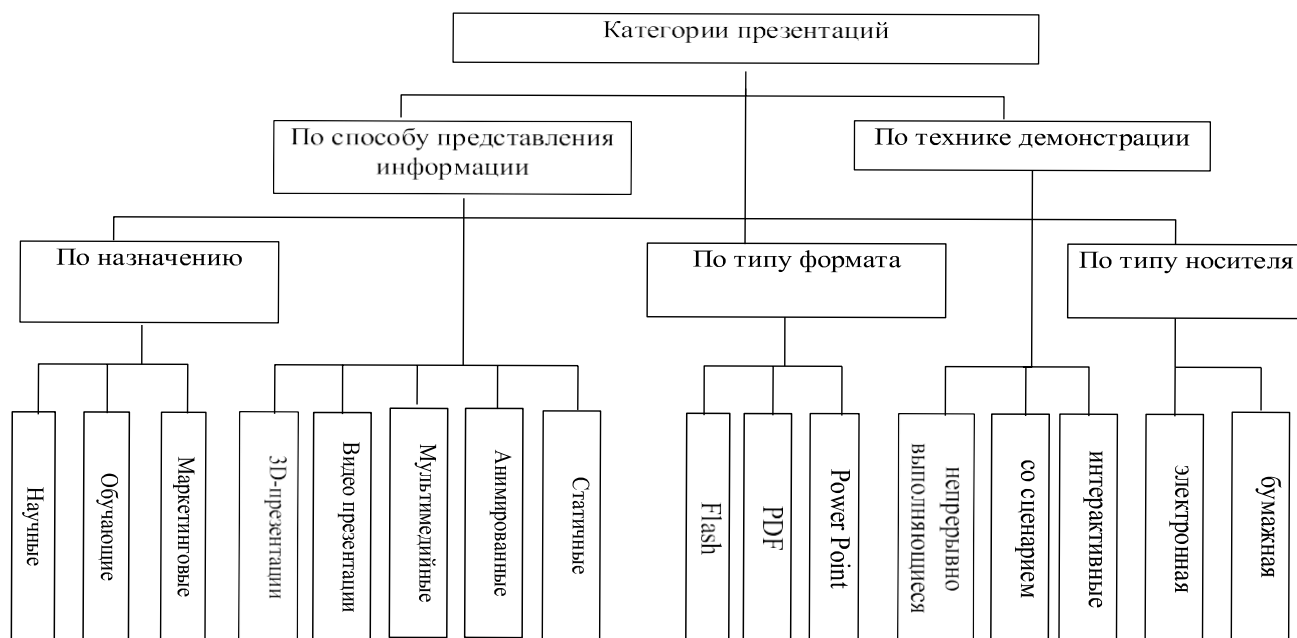 Категории презентаций
По способу представления
информации
По технике демонстрации
По назначению
По типу формата
По типу носителя
Научные
Обучающие
Маркетинговые
3D-презентации
Видео презентации
Мультимедийные
Анимированные
Статичные
Flash
PDF
Power Point
непрерывно
выполняющиеся
со сценарием
интерактивные
электронная
бумажная